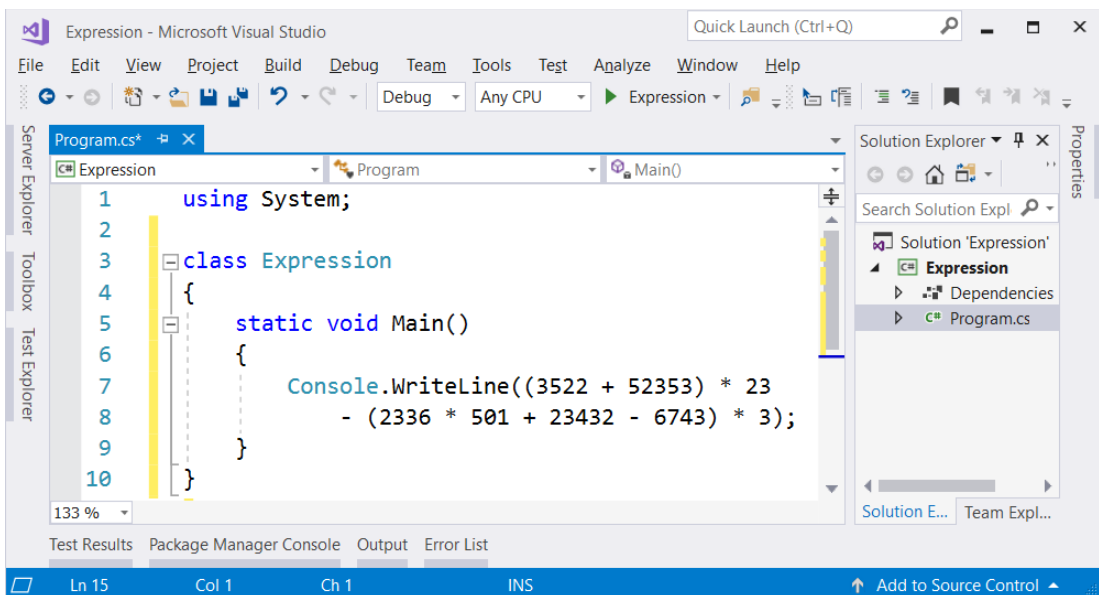 Expression - Microsoft Visual Studio
Quick Launch (Ctrl+Q)
File Edit View Project Build Debug Team Tools Test Analyze Window Help
Debug Any CPU Expression
Server Explorer
Toolbox
Test Explorer
Program.cs*
C# Expression Program Main()
1 using System;
2
3 class Expression
4 {
5 static void Main()
6 {
7 Console.WriteLine((3522 + 52353) * 23
8 - (2336 * 501 + 23432 - 6743) * 3);
9 }
10 }
133 %
Solution Explorer
Search Solution Expl
Solution 'Expression'
C# Expression
Dependencies
C# Program.cs
Solution E... Team Expl...
Properties
Test Results Package Manager Console Output Error List
Ln 15 Col 1 Ch 1 INS Add to Source Control